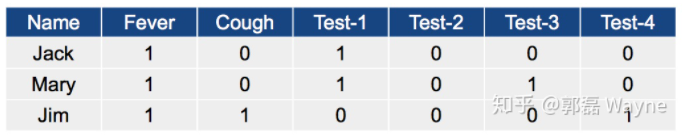 Name Fever Cough Test-1 Test-2 Test-3 Test-4
Jack 1 0 1 0 0 0
Mary 1 0 1 0 1 0
Jim 1 1 0 0 0 1
知乎 @郭磊 Wayne